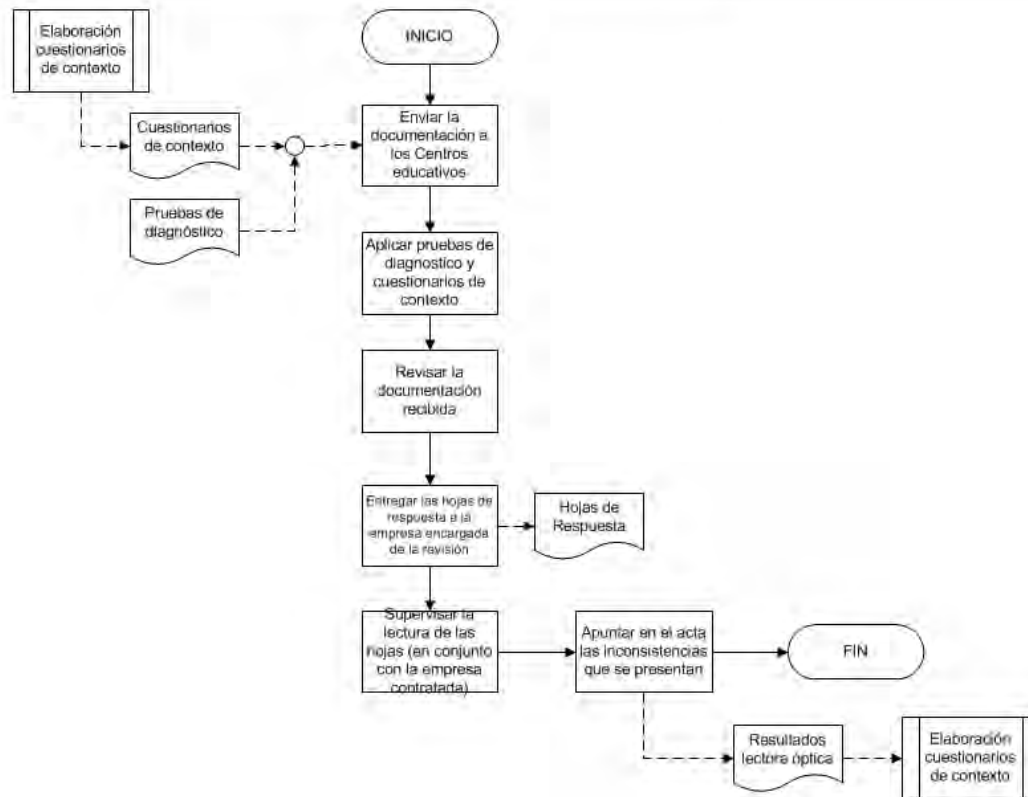 Elaboración
cuestionarios
de contexto
INICIO
Cuestionarios
de contexto
Enviar la
documentación a
los Centros
educativos
Pruebas de
diagnóstico
Aplicar pruebas de
diagnostico y
cuestionarios de
contexto
Revisar la
documentación
recibida
Entregar las hojas de
respuesta a la
empresa encargada
de la revisión
Hojas de
Respuesta
Supervisar la
lectura de las
hojas (en conjunto
con la empresa
contratada)
Apuntar en el acta
las inconsistencias
que se presentan
FIN
Resultados
lectora óptica
Elaboración
cuestionarios
de contexto